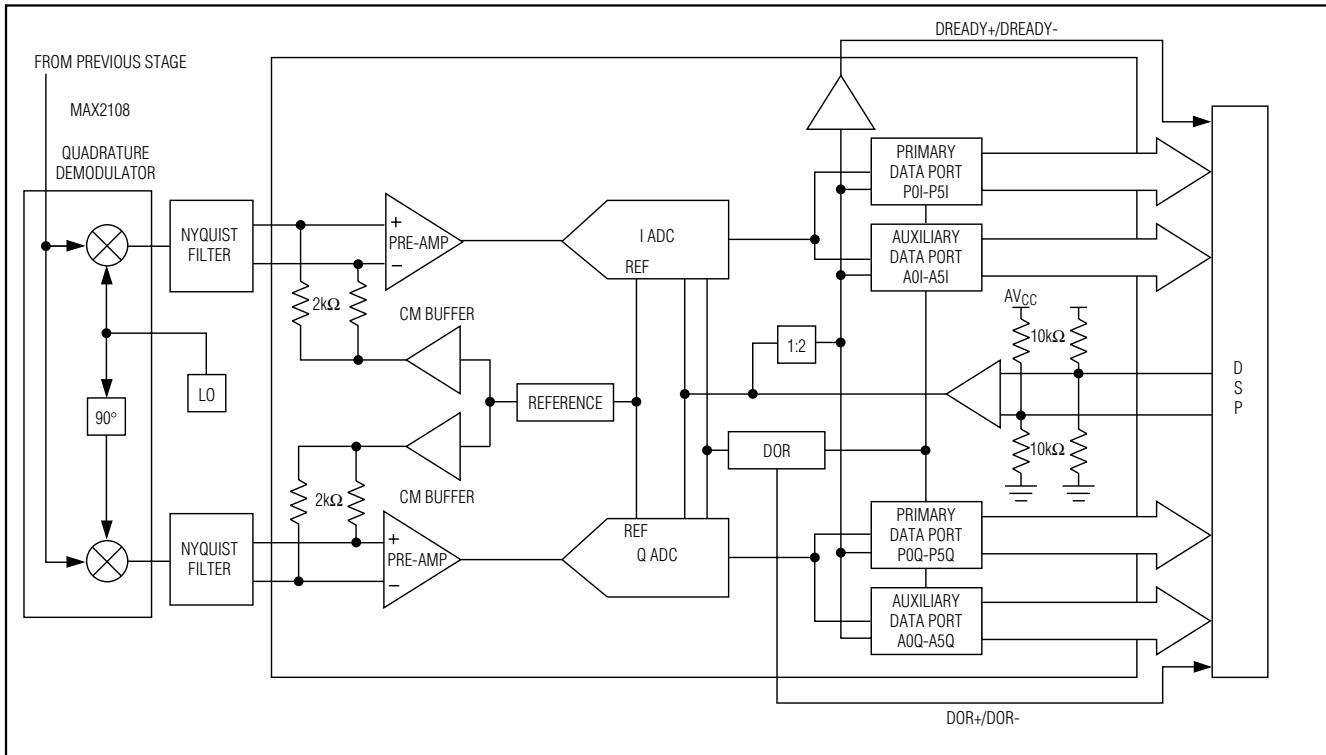 DREADY+/DREADY-
FROM PREVIOUS STAGE
MAX2108
QUADRATURE
DEMODULATOR
NYQUIST
FILTER
+
PRE-AMP
−
I ADC
REF
PRIMARY
DATA PORT
P0I-P5I
AUXILIARY
DATA PORT
A0I-A5I
2kΩ
CM BUFFER
1:2
AVCC
10kΩ
LO
90°
REFERENCE
DSP
DOR
10kΩ
2kΩ
CM BUFFER
NYQUIST
FILTER
+
PRE-AMP
−
REF
Q ADC
PRIMARY
DATA PORT
P0Q-P5Q
AUXILIARY
DATA PORT
A0Q-A5Q
DOR+/DOR-